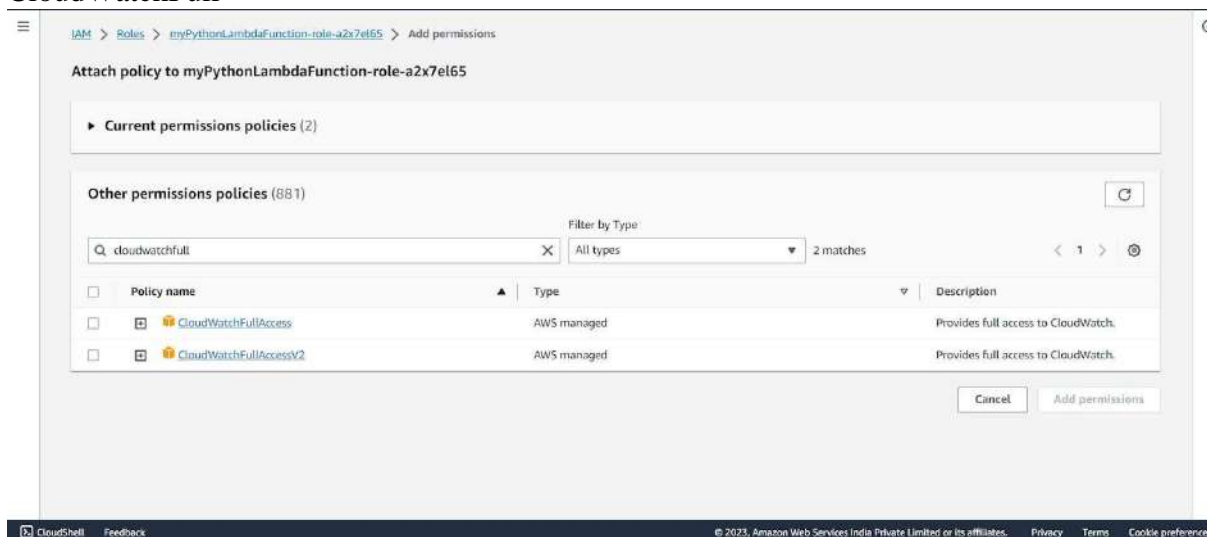 IAM > Roles > myPythonLambdaFunction-role-a2x7el65 > Add permissions
Attach policy to myPythonLambdaFunction-role-a2x7el65
Current permissions policies (2)
Other permissions policies (881)
Filter by Type
cloudwatchfull All types 2 matches 1
Policy name Type Description
CloudWatchFullAccess AWS managed Provides full access to CloudWatch.
CloudWatchFullAccessV2 AWS managed Provides full access to CloudWatch.
Cancel Add permissions
CloudShell Feedback © 2023, Amazon Web Services India Private Limited or its affiliates. Privacy Terms Cookie preference